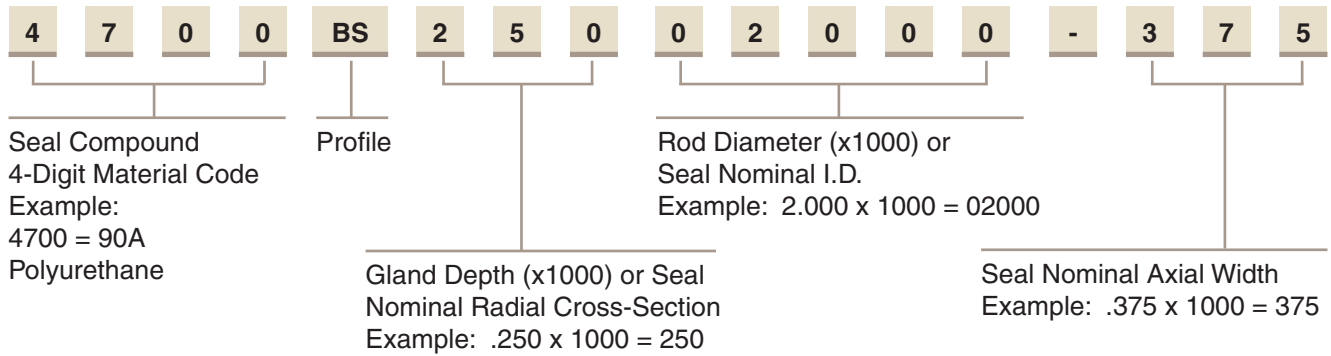 4 7 0 0 BS 2 5 0 0 2 0 0 0 - 3 7 5
Seal Compound
4-Digit Material Code
Example:
4700 = 90A
Polyurethane
Profile
Gland Depth (x1000) or Seal
Nominal Radial Cross-Section
Example: .250 x 1000 = 250
Rod Diameter (x1000) or
Seal Nominal I.D.
Example: 2.000 x 1000 = 02000
Seal Nominal Axial Width
Example: .375 x 1000 = 375